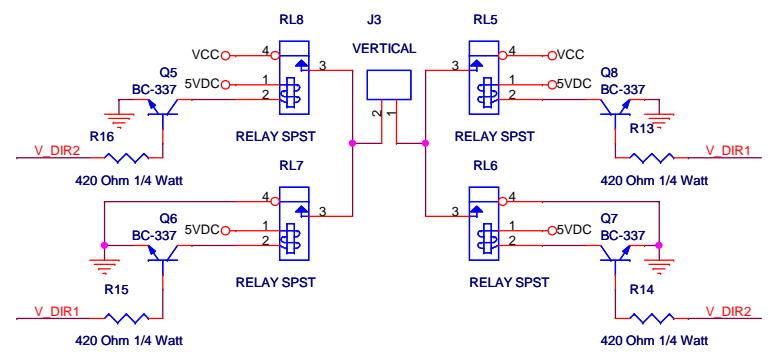 RL8 J3 RL5
VCC 4 VERTICAL 4 VCC
Q5 3 3 Q8
BC-337 5VDC 1 1 5VDC BC-337
2 2
2 1
R16 RELAY SPST RELAY SPST R13
V_DIR2 V_DIR1
RL7 RL6
420 Ohm 1/4 Watt 420 Ohm 1/4 Watt
4 4
3 3
Q6 Q7
BC-337 5VDC 1 1 5VDC BC-337
2 2
R15 RELAY SPST RELAY SPST R14
V_DIR1 V_DIR2
420 Ohm 1/4 Watt 420 Ohm 1/4 Watt